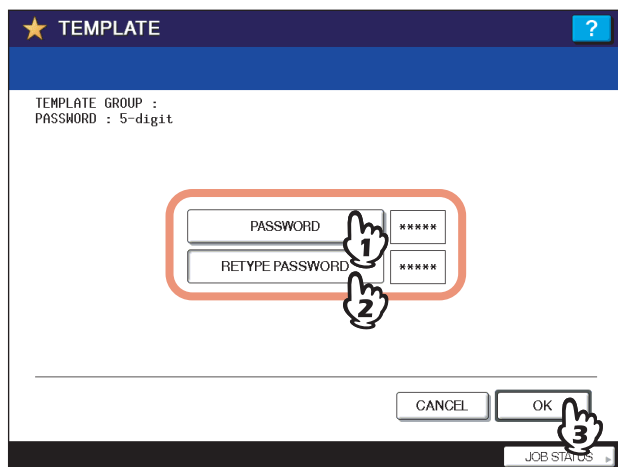 TEMPLATE
?
TEMPLATE GROUP :
PASSWORD : 5-digit
PASSWORD
*****
1
RETYPE PASSWORD
*****
2
CANCEL
OK
3
JOB STATUS